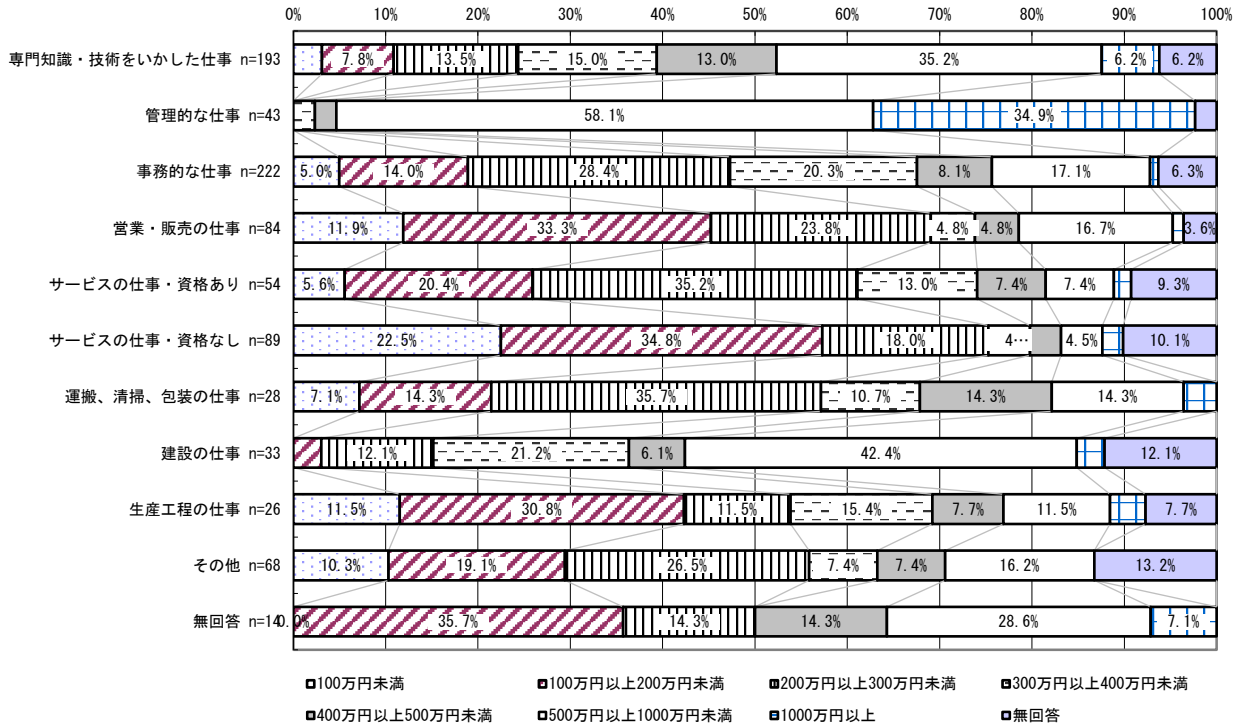 0% 10% 20% 30% 40% 50% 60% 70% 80% 90% 100%
専門知識・技術をいかした仕事 n=193 7.8% 13.5% 15.0% 13.0% 35.2% 6.2% 6.2%
管理的な仕事 n=43 58.1% 34.9%
事務的な仕事 n=222 5.0% 14.0% 28.4% 20.3% 8.1% 17.1% 6.3%
営業・販売の仕事 n=84 11.9% 33.3% 23.8% 4.8% 4.8% 16.7% 3.6%
サービスの仕事・資格あり n=54 5.6% 20.4% 35.2% 13.0% 7.4% 7.4% 9.3%
サービスの仕事・資格なし n=89 22.5% 34.8% 18.0% 4… 4.5% 10.1%
運搬、清掃、包装の仕事 n=28 7.1% 14.3% 35.7% 10.7% 14.3% 14.3%
建設の仕事 n=33 12.1% 21.2% 6.1% 42.4% 12.1%
生産工程の仕事 n=26 11.5% 30.8% 11.5% 15.4% 7.7% 11.5% 7.7%
その他 n=68 10.3% 19.1% 26.5% 7.4% 7.4% 16.2% 13.2%
無回答 n=14 0.0% 35.7% 14.3% 14.3% 28.6% 7.1%
100万円未満 100万円以上200万円未満 200万円以上300万円未満 300万円以上400万円未満
400万円以上500万円未満 500万円以上1000万円未満 1000万円以上 無回答